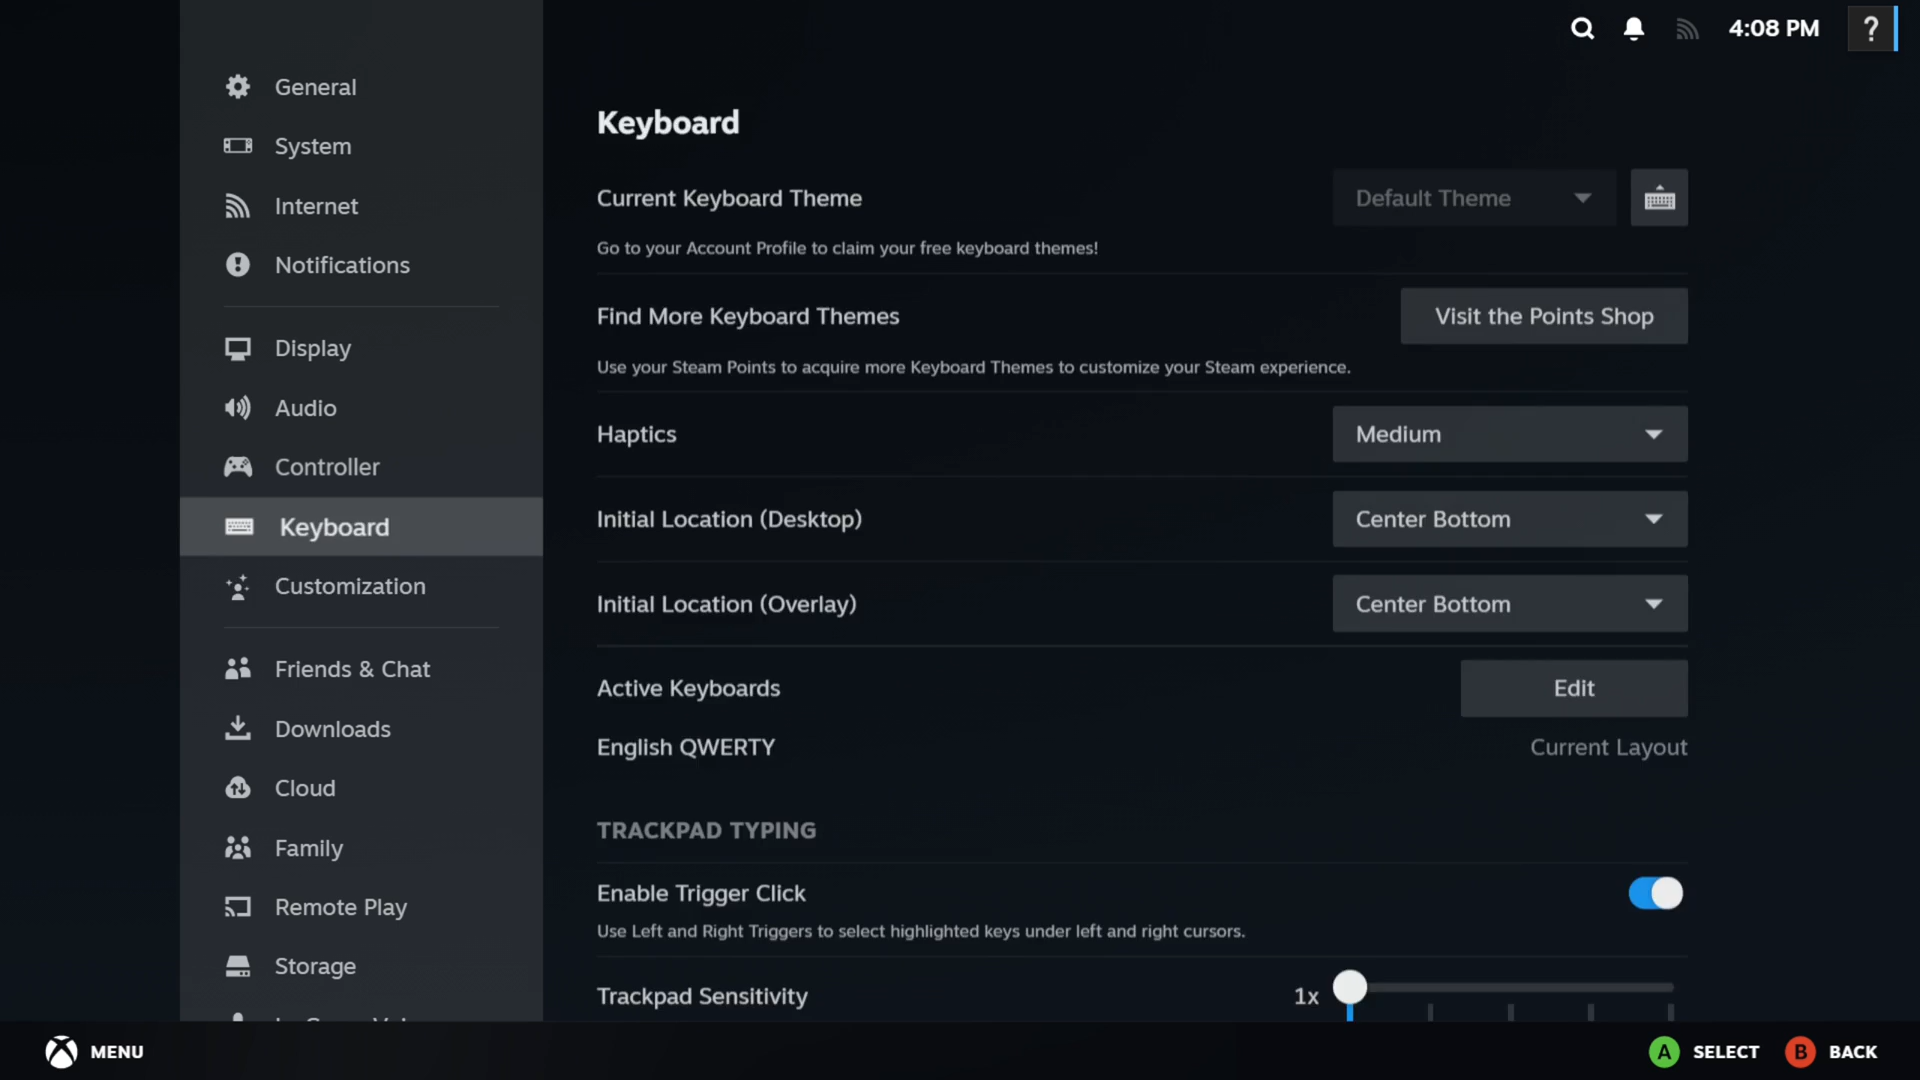 4:08 PM
?
General
System
Internet
Notifications
Display
Audio
Controller
Keyboard
Customization
Friends & Chat
Downloads
Cloud
Family
Remote Play
Storage
Keyboard
Current Keyboard Theme
Default Theme
Go to your Account Profile to claim your free keyboard themes!
Find More Keyboard Themes
Visit the Points Shop
Use your Steam Points to acquire more Keyboard Themes to customize your Steam experience.
Haptics
Medium
Initial Location (Desktop)
Center Bottom
Initial Location (Overlay)
Center Bottom
Active Keyboards
Edit
English QWERTY
Current Layout
TRACKPAD TYPING
Enable Trigger Click
Use Left and Right Triggers to select highlighted keys under left and right cursors.
Trackpad Sensitivity
1x
MENU
A SELECT
B BACK